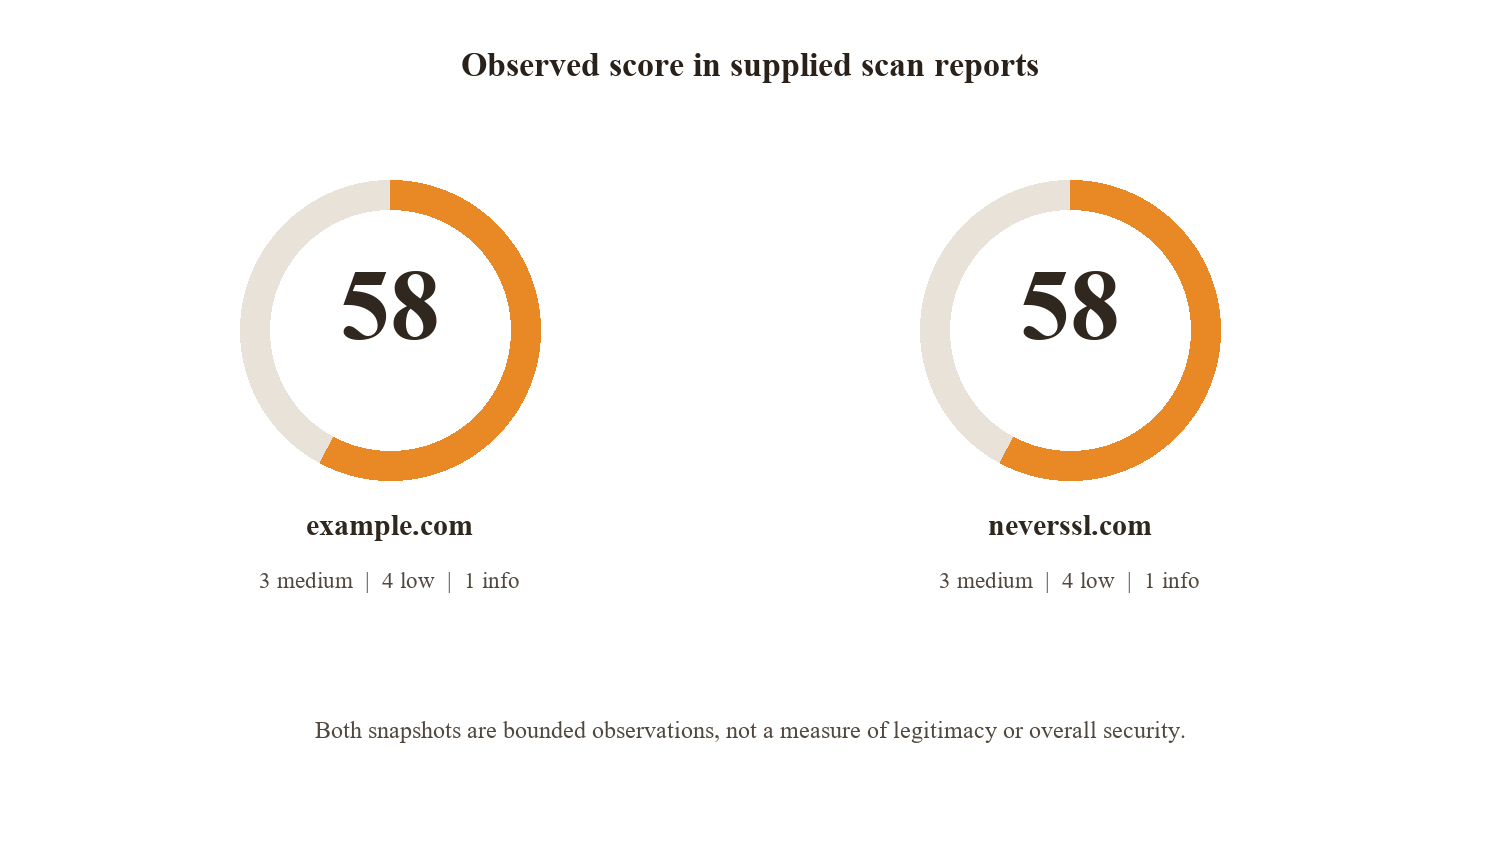 Observed score in supplied scan reports
58
58
example.com
neverssl.com
3 medium | 4 low | 1 info
3 medium | 4 low | 1 info
Both snapshots are bounded observations, not a measure of legitimacy or overall security.